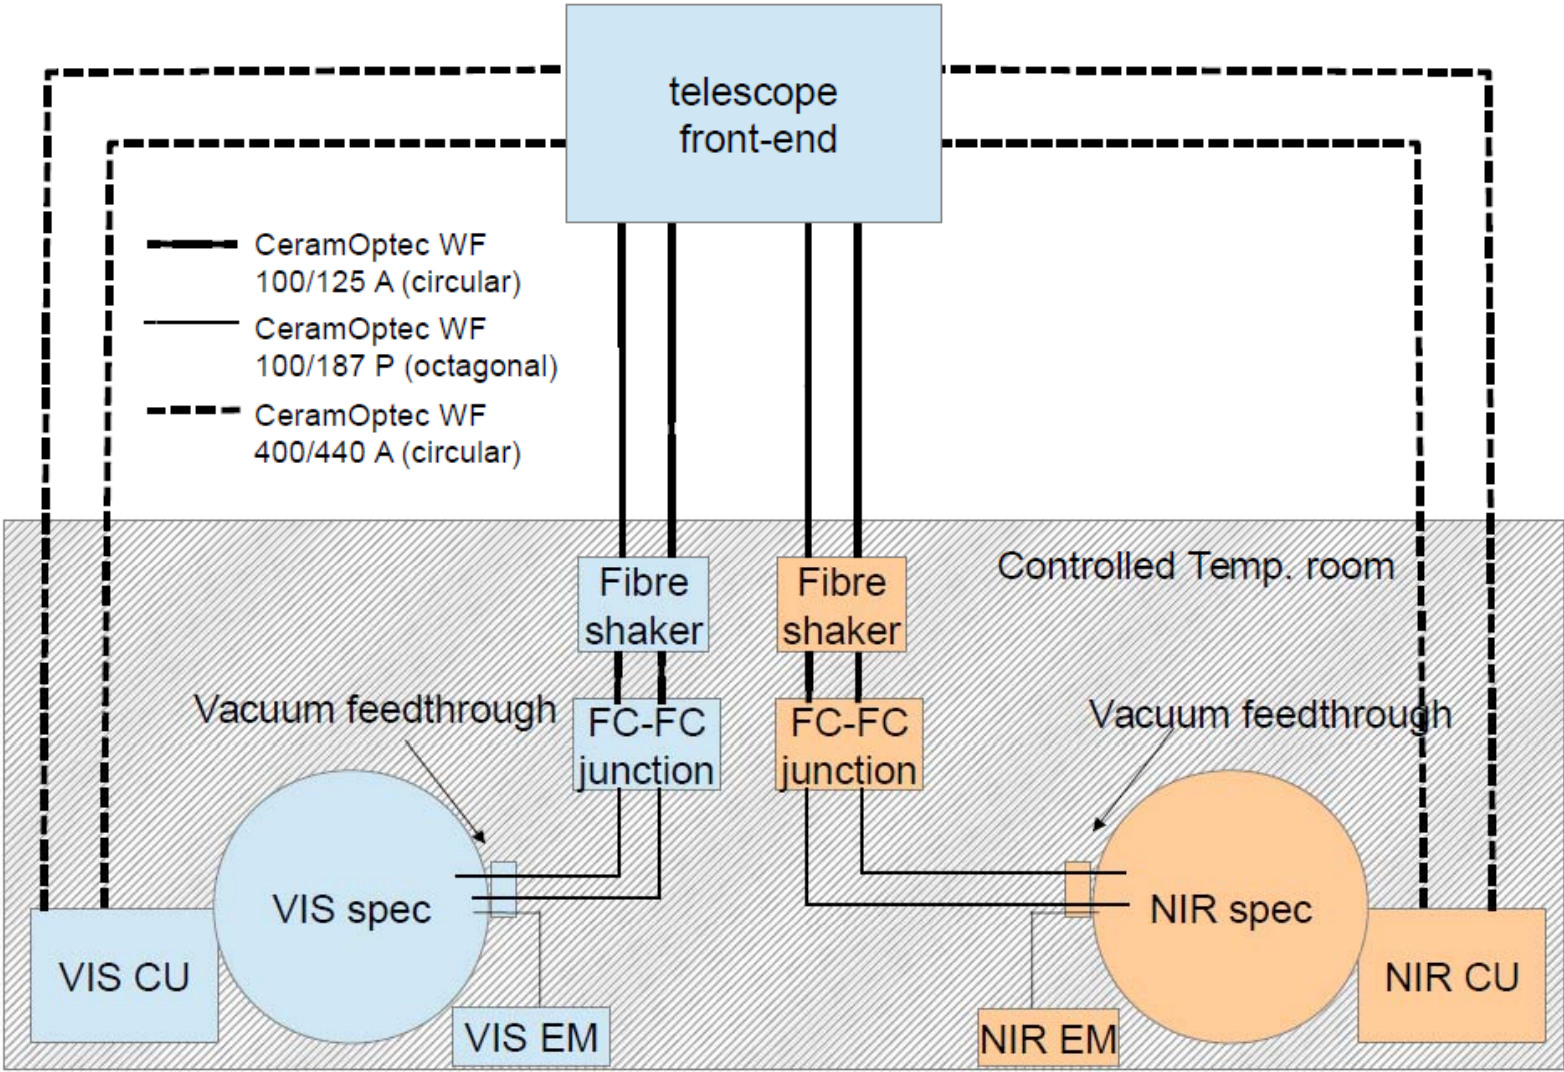 telescope
front-end
CeramOptec WF
100/125 A (circular)
CeramOptec WF
100/187 P (octagonal)
CeramOptec WF
400/440 A (circular)
Controlled Temp. room
Fibre
shaker
Fibre
shaker
Vacuum feedthrough
FC-FC
junction
FC-FC
junction
Vacuum feedthrough
VIS spec
NIR spec
VIS CU
NIR CU
VIS EM
NIR EM